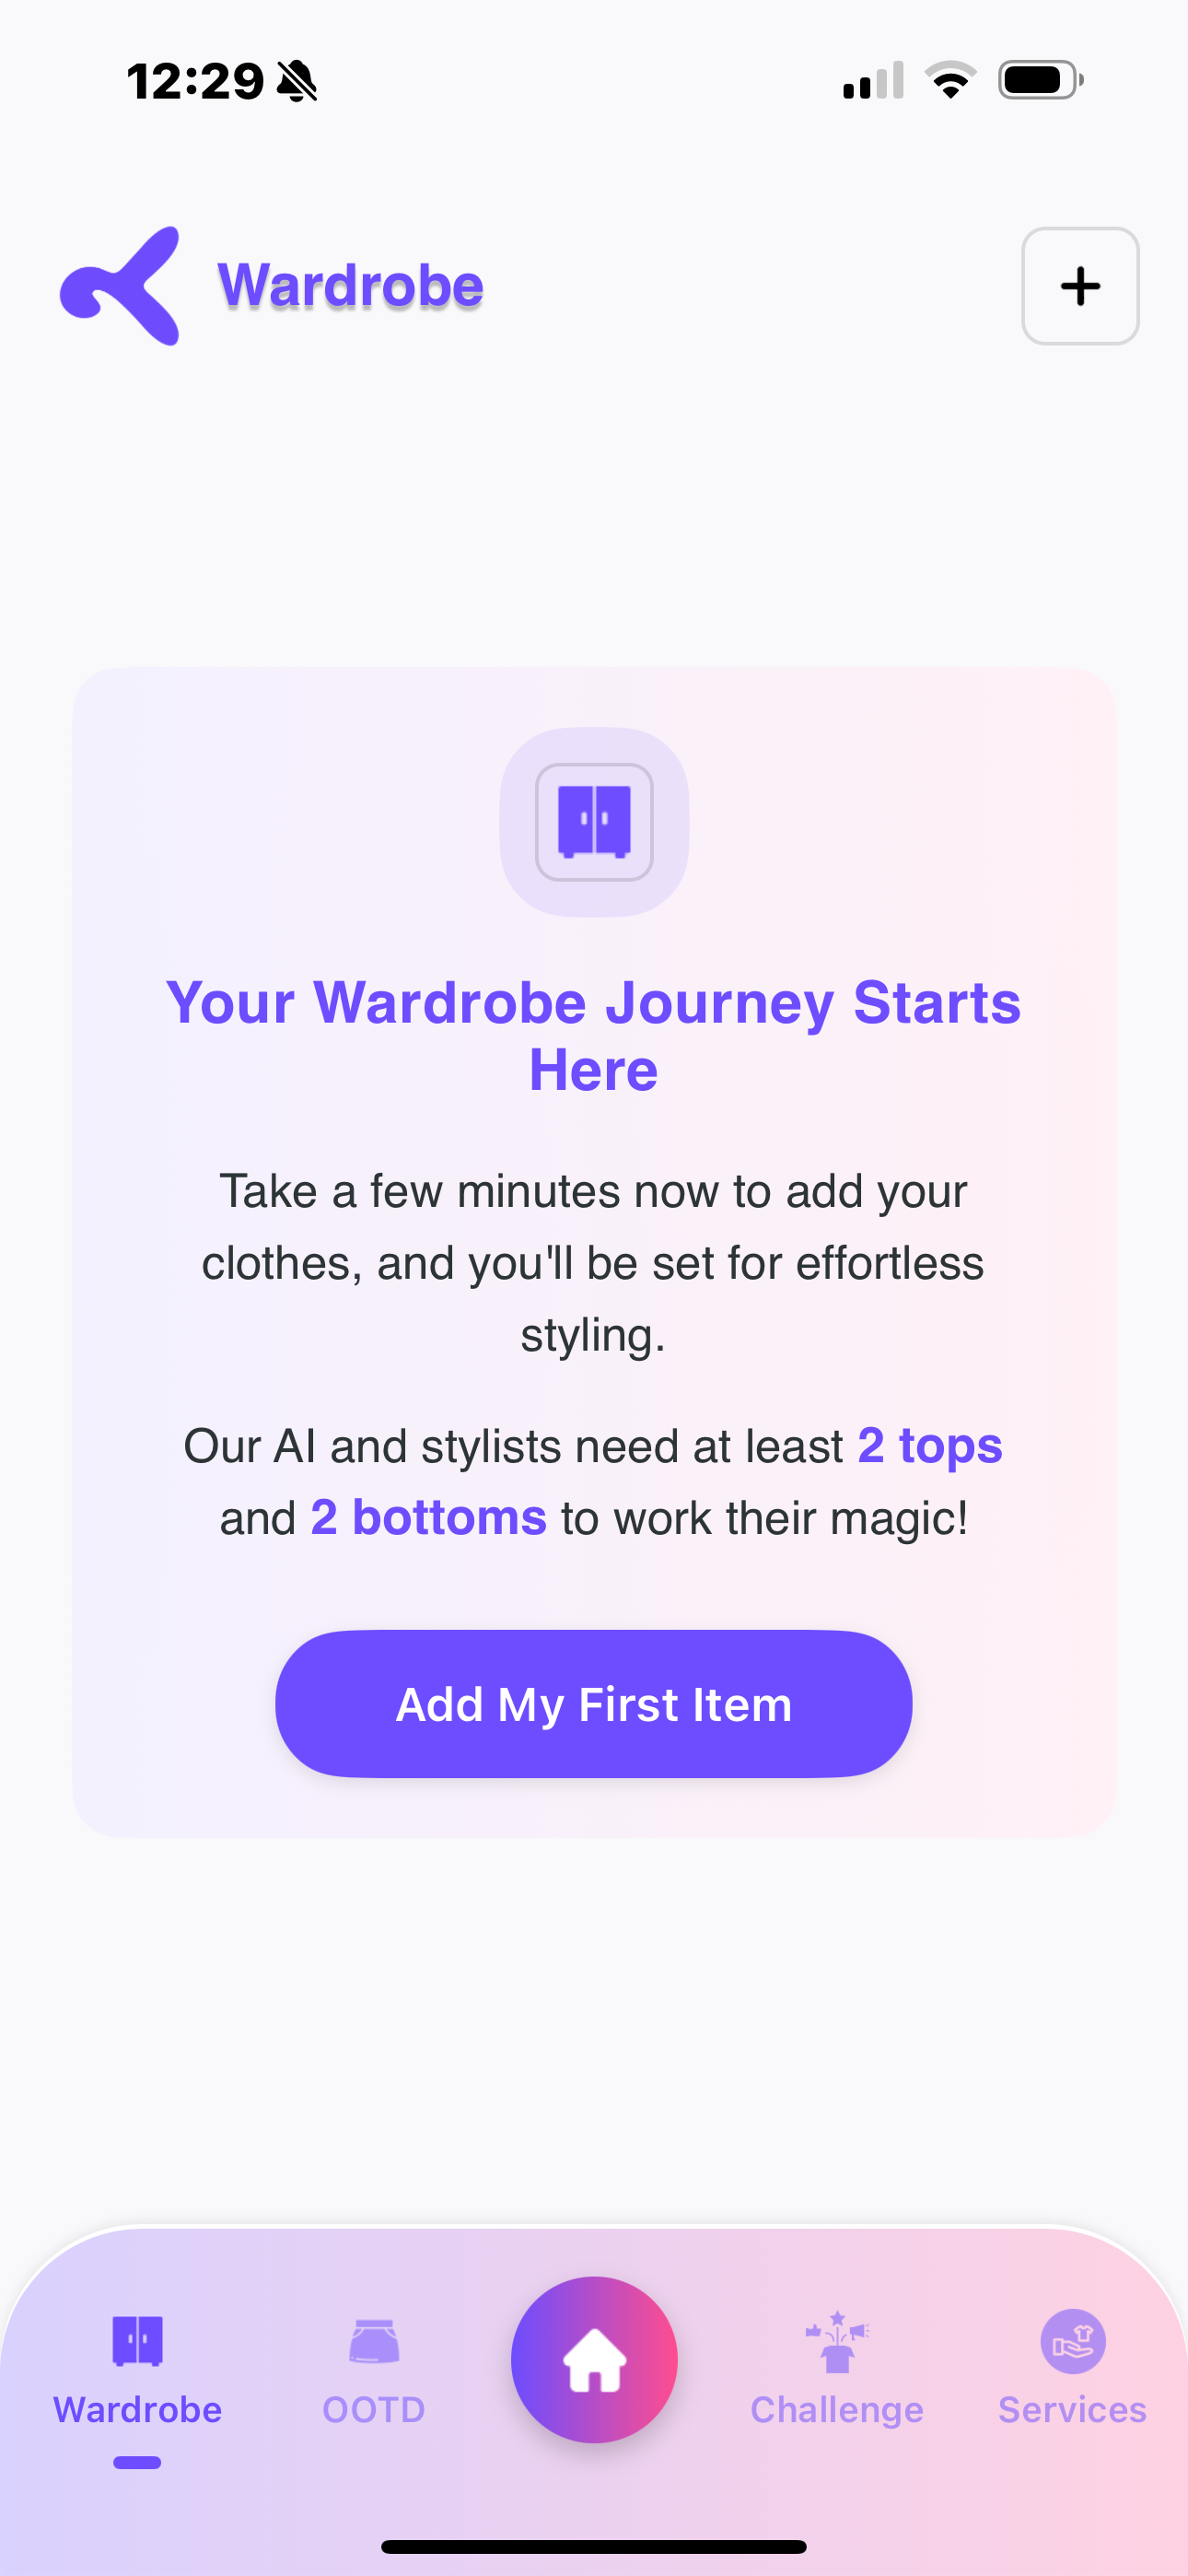 12:29
Wardrobe
Your Wardrobe Journey Starts
Here
Take a few minutes now to add your
clothes, and you'll be set for effortless
styling.
Our AI and stylists need at least 2 tops
and 2 bottoms to work their magic!
Add My First Item
Wardrobe
OOTD
Challenge
Services